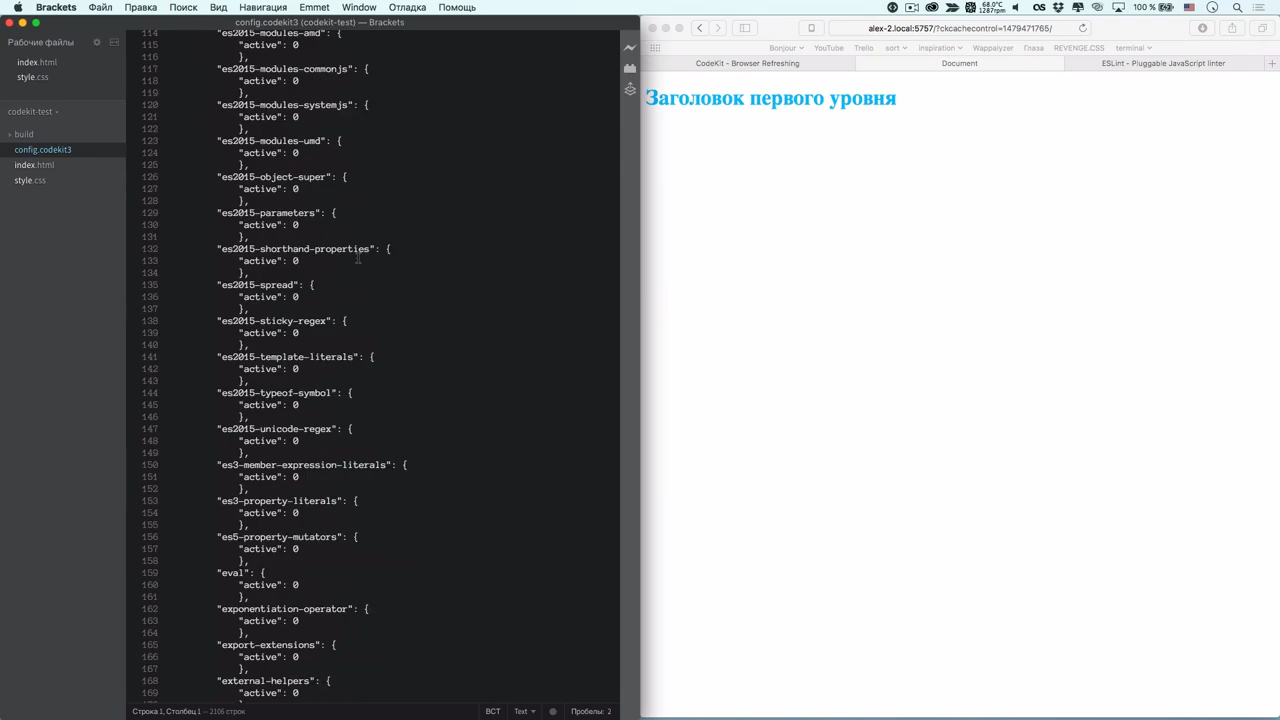 Brackets Файл Правка Поиск Вид Навигация Emmet Window Отладка Помощь
68.0°C
1287rpm
100 %
config.codekit3 (codekit-test) — Brackets
Рабочие файлы
index.html
style.css
codekit-test
build
config.codekit3
index.html
style.css
114 "es2015-modules-amd": {
115 "active": 0
116 },
117 "es2015-modules-commonjs": {
118 "active": 0
119 },
120 "es2015-modules-systemjs": {
121 "active": 0
122 },
123 "es2015-modules-umd": {
124 "active": 0
125 },
126 "es2015-object-super": {
127 "active": 0
128 },
129 "es2015-parameters": {
130 "active": 0
131 },
132 "es2015-shorthand-properties": {
133 "active": 0
134 },
135 "es2015-spread": {
136 "active": 0
137 },
138 "es2015-sticky-regex": {
139 "active": 0
140 },
141 "es2015-template-literals": {
142 "active": 0
143 },
144 "es2015-typeof-symbol": {
145 "active": 0
146 },
147 "es2015-unicode-regex": {
148 "active": 0
149 },
150 "es3-member-expression-literals": {
151 "active": 0
152 },
153 "es3-property-literals": {
154 "active": 0
155 },
156 "es5-property-mutators": {
157 "active": 0
158 },
159 "eval": {
160 "active": 0
161 },
162 "exponentiation-operator": {
163 "active": 0
164 },
165 "export-extensions": {
166 "active": 0
167 },
168 "external-helpers": {
169 "active": 0
Строка 1, Столбец 1 — 2106 строк ВСТ Text Пробелы: 2
alex-2.local:5757/?ckcachecontrol=1479471765/
Bonjour YouTube Trello sort inspiration Wappalyzer Глаза REVENGE.CSS terminal
CodeKit - Browser Refreshing Document ESLint - Pluggable JavaScript linter
Заголовок первого уровня